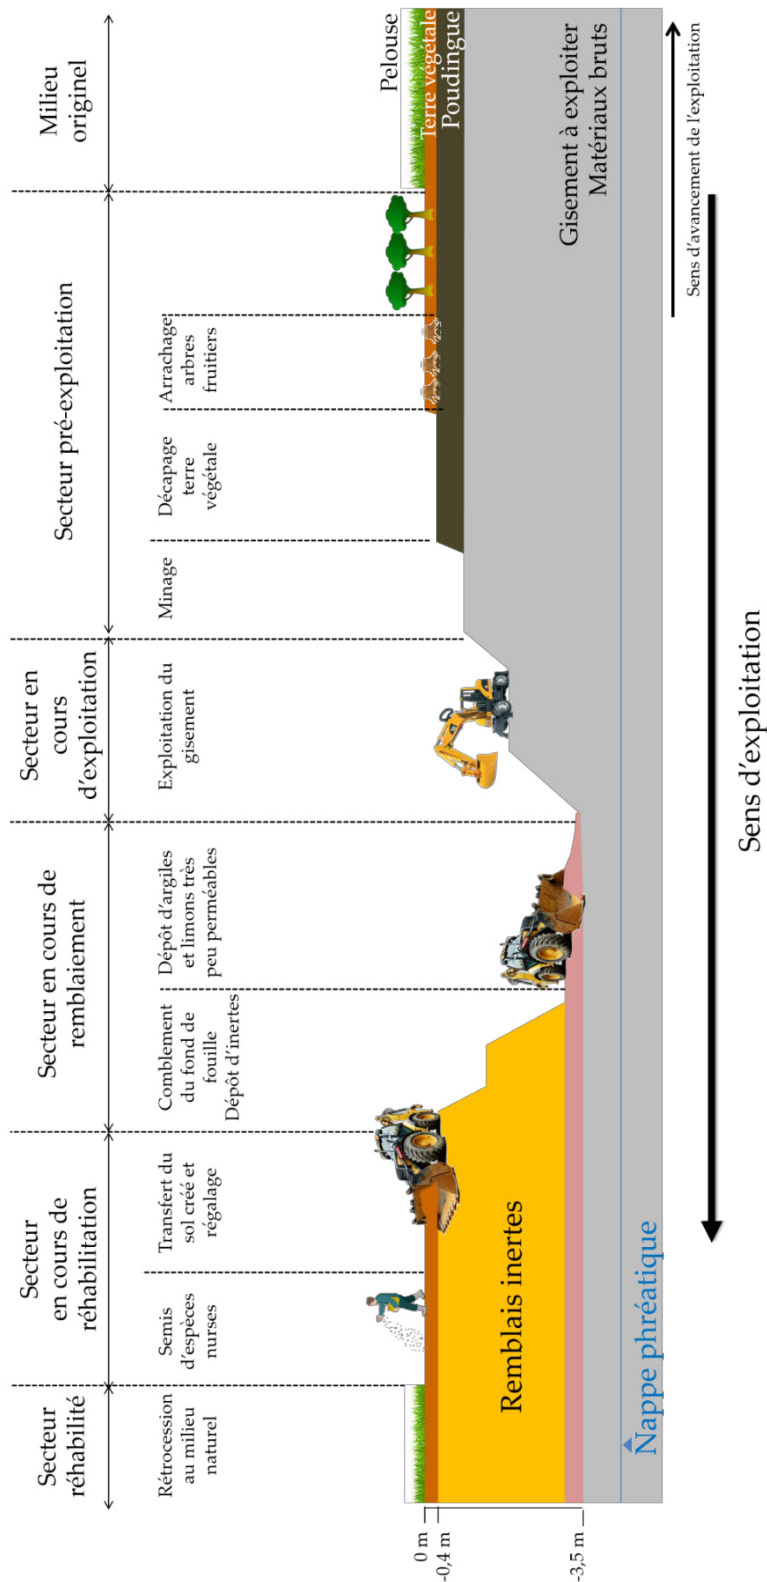 Secteur
réhabilité
Secteur
en cours de
réhabilitation
Secteur en cours de
remblaiement
Secteur en
cours
d'exploitation
Secteur pré-exploitation
Milieu
originel
Rétrocession
au milieu
naturel
Semis
d'espèces
nurses
Transfert du
sol créé et
régalage
Comblement
du fond de
fouille
Dépôt d'inertes
Dépôt d'argiles
et limons très
peu perméables
Exploitation du
gisement
Minage
Décapage
terre
végétale
Arrachage
arbres
fruitiers
Pelouse
Terre végétale
Poudingue
0 m
-0,4 m
-3,5 m
Remblais inertes
Gisement à exploiter
Matériaux bruts
Nappe phréatique
Sens d'avancement de l'exploitation
Sens d'exploitation